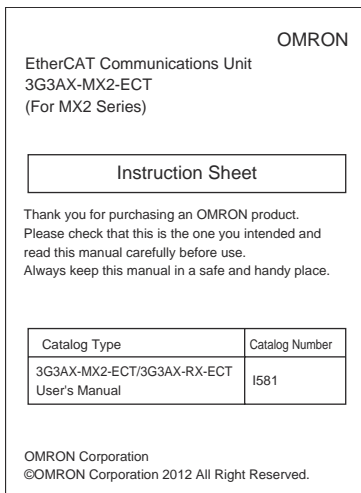 OMRON
EtherCAT Communications Unit
3G3AX-MX2-ECT
(For MX2 Series)
Instruction Sheet
Thank you for purchasing an OMRON product.
Please check that this is the one you intended and
read this manual carefully before use.
Always keep this manual in a safe and handy place.
Catalog Type Catalog Number
3G3AX-MX2-ECT/3G3AX-RX-ECT
User's Manual
I581
OMRON Corporation
©OMRON Corporation 2012 All Right Reserved.